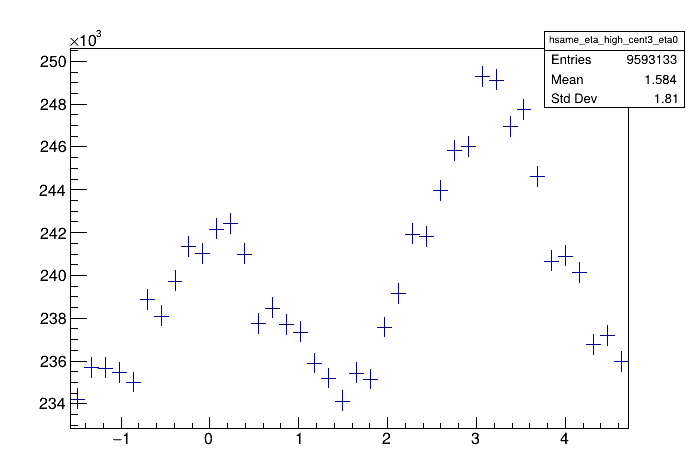 ×10³
hsame_eta_high_cent3_eta0
Entries 9593133
Mean 1.584
Std Dev 1.81
250
248
246
244
242
240
238
236
234
−1 0 1 2 3 4